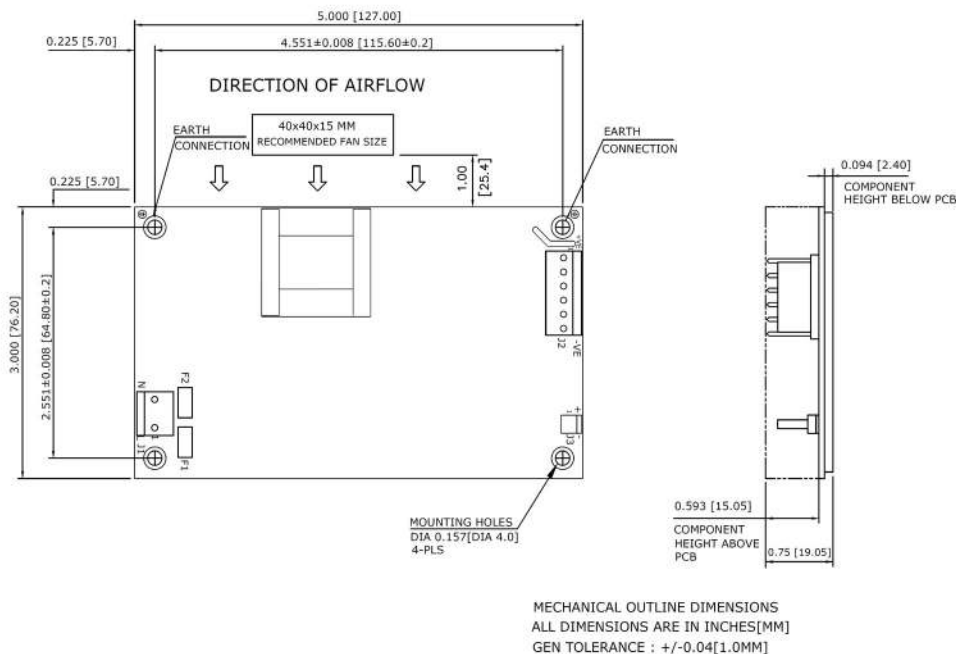 5.000 [127.00]
0.225 [5.70]
4.551±0.008 [115.60±0.2]
DIRECTION OF AIRFLOW
40x40x15 MM
RECOMMENDED FAN SIZE
EARTH
CONNECTION
EARTH
CONNECTION
1.00
[25.4]
0.225 [5.70]
0.094 [2.40]
COMPONENT
HEIGHT BELOW PCB
3.000 [76.20]
2.551±0.008 [64.80±0.2]
+VE
J2
-VE
N
F2
J1
F1
+
1
-
J3
MOUNTING HOLES
DIA 0.157[DIA 4.0]
4-PLS
0.593 [15.05]
COMPONENT
HEIGHT ABOVE
PCB
0.75 [19.05]
MECHANICAL OUTLINE DIMENSIONS
ALL DIMENSIONS ARE IN INCHES[MM]
GEN TOLERANCE : +/-0.04[1.0MM]